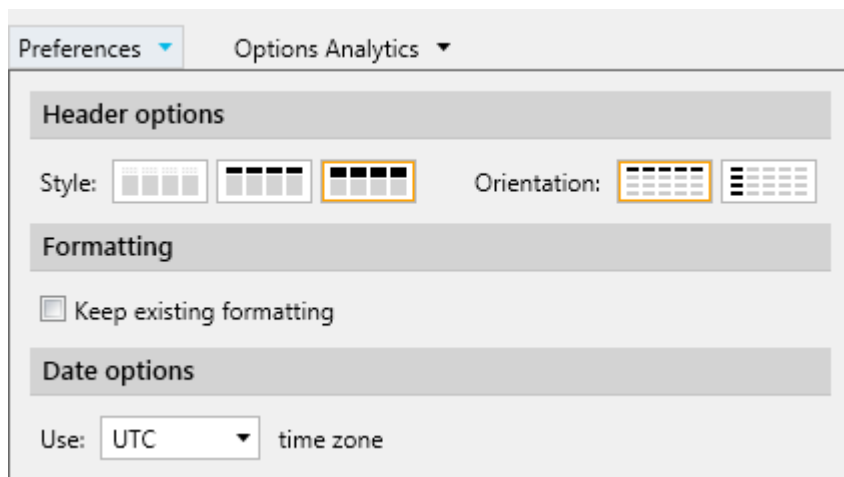 Preferences Options Analytics
Header options
Style: Orientation:
Formatting
Keep existing formatting
Date options
Use: UTC time zone